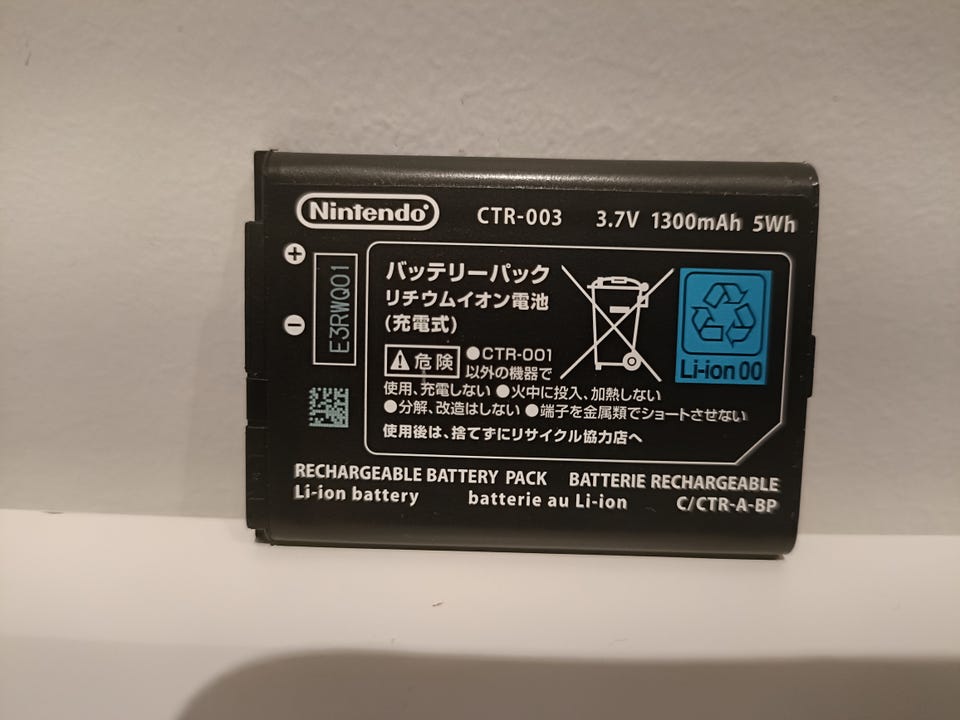 Nintendo CTR-003 3.7V 1300mAh 5Wh
+
−
E3RWQ01
バッテリーパック
リチウムイオン電池
(充電式)
危険 ●CTR-001
以外の機器で
使用、充電しない ●火中に投入、加熱しない
●分解、改造はしない ●端子を金属類でショートさせない
使用後は、捨てずにリサイクル協力店へ
Li-ion 00
RECHARGEABLE BATTERY PACK BATTERIE RECHARGEABLE
Li-ion battery batterie au Li-ion C/CTR-A-BP